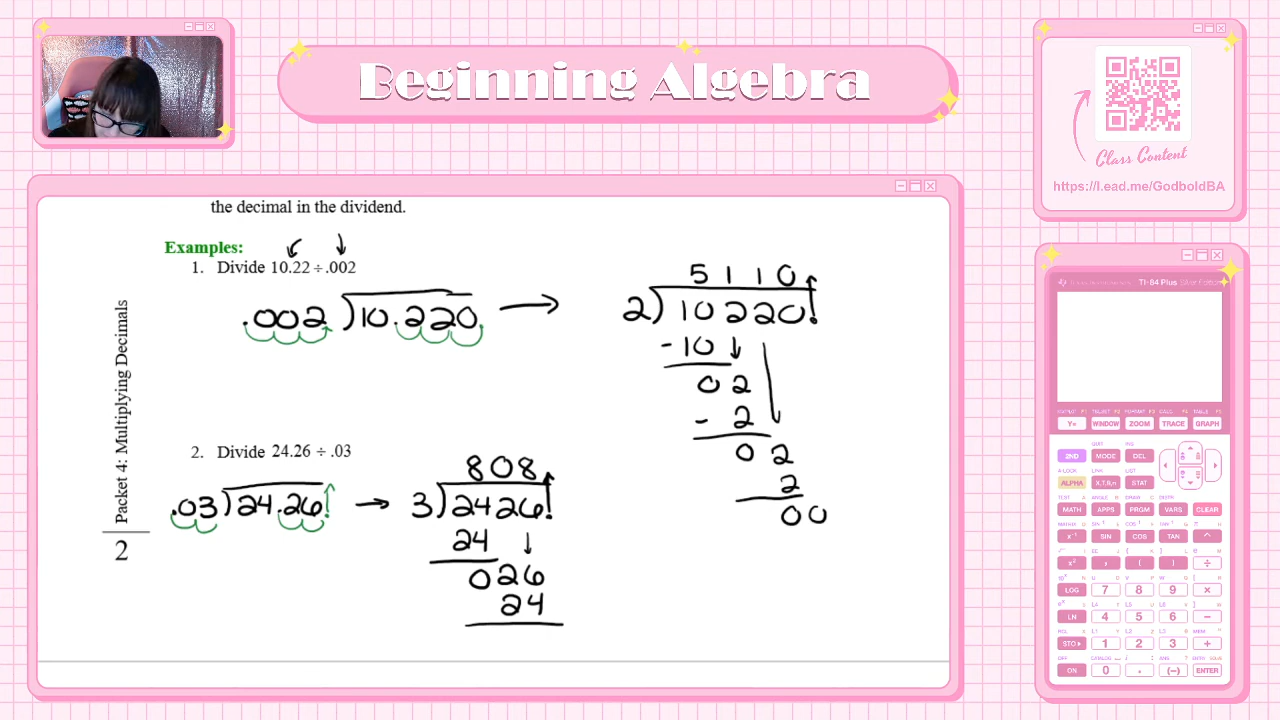 Beginning Algebra
Class Content
https://l.ead.me/GodboldBA
the decimal in the dividend.
Examples:
1. Divide 10.22 ÷ .002
.002 ) 10.220 →
5110
2 ) 10220.
- 10
02
- 2
02
2
00
2. Divide 24.26 ÷ .03
.03 ) 24.26 →
808
3 ) 2426.
24
026
24
Packet 4: Multiplying Decimals
2
TI-84 Plus Silver Edition
Y= WINDOW ZOOM TRACE GRAPH
2ND MODE DEL
ALPHA X,T,θ,n STAT
MATH APPS PRGM VARS CLEAR
x⁻¹ SIN COS TAN ^
x² , ( ) ÷
LOG 7 8 9 ×
LN 4 5 6 −
STO▸ 1 2 3 +
ON 0 . (−) ENTER